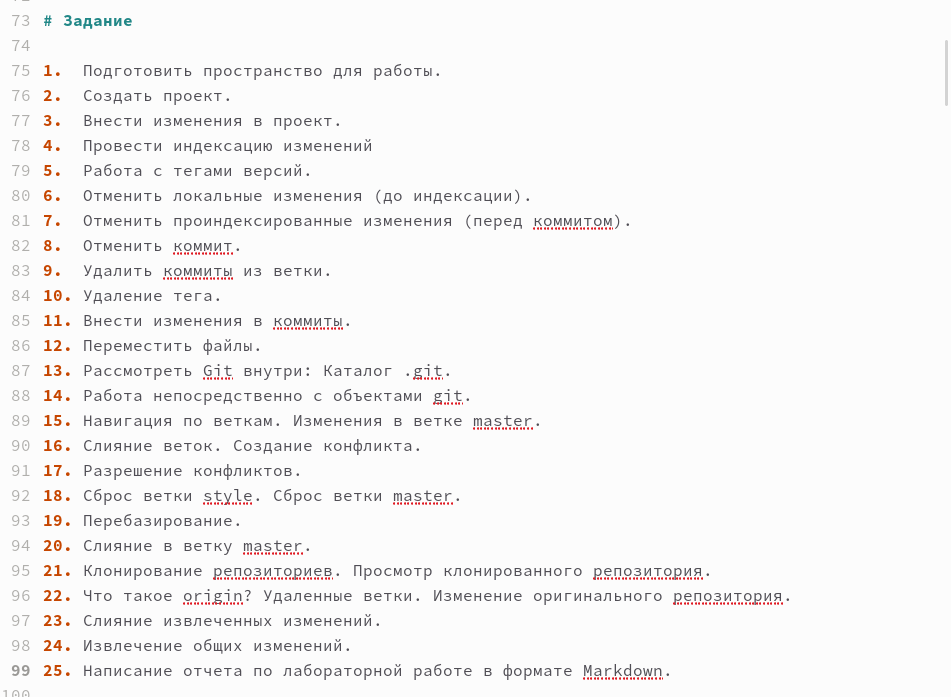 73 # Задание
74
75 1. Подготовить пространство для работы.
76 2. Создать проект.
77 3. Внести изменения в проект.
78 4. Провести индексацию изменений
79 5. Работа с тегами версий.
80 6. Отменить локальные изменения (до индексации).
81 7. Отменить проиндексированные изменения (перед коммитом).
82 8. Отменить коммит.
83 9. Удалить коммиты из ветки.
84 10. Удаление тега.
85 11. Внести изменения в коммиты.
86 12. Переместить файлы.
87 13. Рассмотреть Git внутри: Каталог .git.
88 14. Работа непосредственно с объектами git.
89 15. Навигация по веткам. Изменения в ветке master.
90 16. Слияние веток. Создание конфликта.
91 17. Разрешение конфликтов.
92 18. Сброс ветки style. Сброс ветки master.
93 19. Перебазирование.
94 20. Слияние в ветку master.
95 21. Клонирование репозиториев. Просмотр клонированного репозитория.
96 22. Что такое origin? Удаленные ветки. Изменение оригинального репозитория.
97 23. Слияние извлеченных изменений.
98 24. Извлечение общих изменений.
99 25. Написание отчета по лабораторной работе в формате Markdown.
100